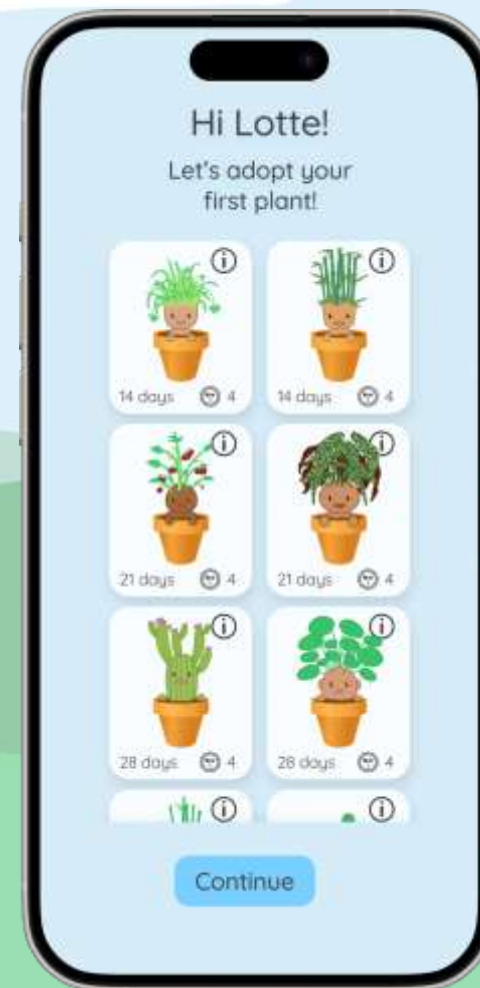 Hi Lotte!
Let's adopt your
first plant!
14 days 4
14 days 4
21 days 4
21 days 4
28 days 4
28 days 4
Continue